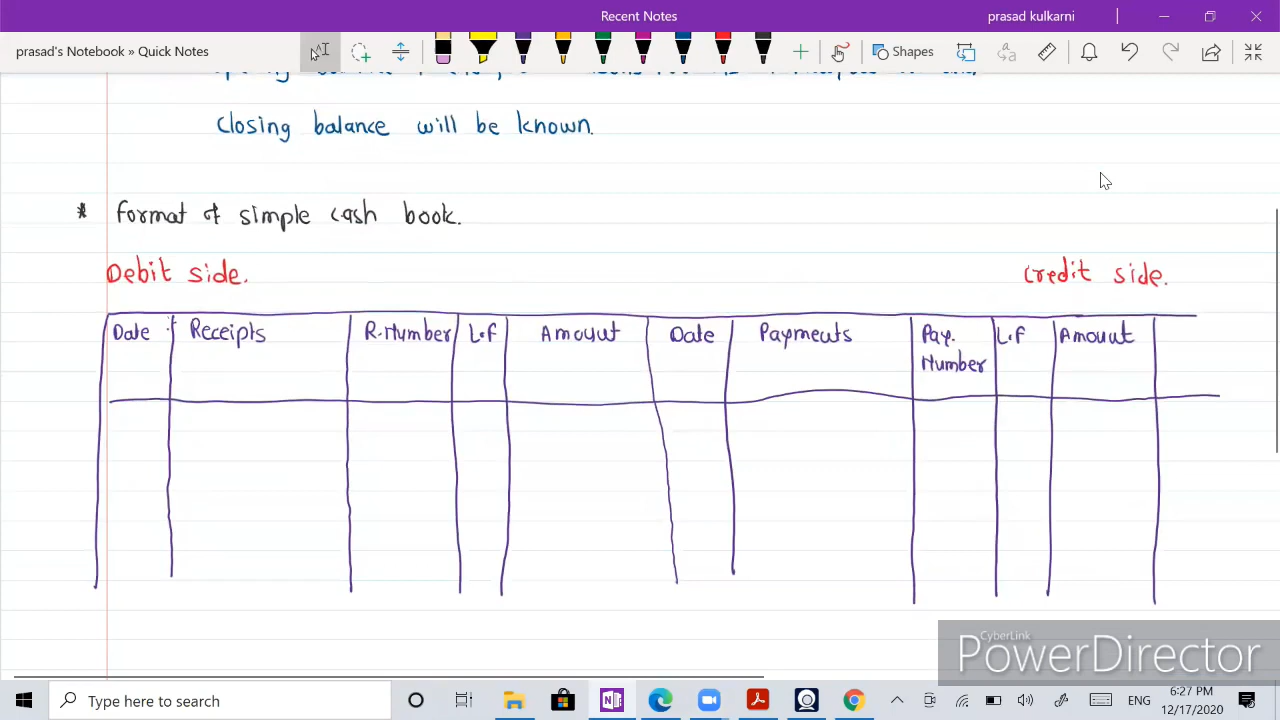 Recent Notes
prasad kulkarni
prasad's Notebook » Quick Notes
Shapes
closing balance will be known.
* format of simple cash book.
Debit side.
credit side.
Date Receipts R.Number L.f Amount Date Payments Pay. Number L.f Amount
CyberLink
PowerDirector
Type here to search
ENG
6:27 PM
12/17/2020